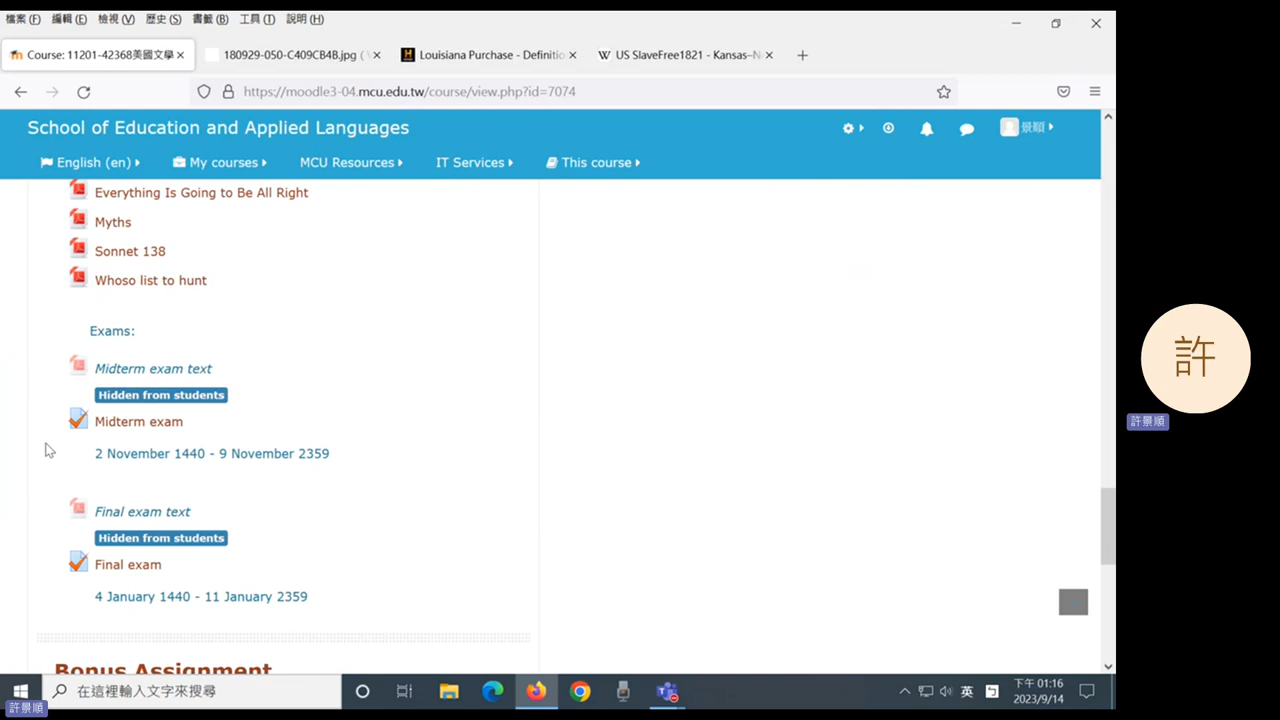 檔案 (F) 編輯 (E) 檢視 (V) 歷史 (S) 書籤 (B) 工具 (T) 說明 (H)
Course: 11201-42368美國文學 180929-050-C409CB4B.jpg ( Louisiana Purchase - Definitio US SlaveFree1821 - Kansas–N
https://moodle3-04.mcu.edu.tw/course/view.php?id=7074
School of Education and Applied Languages 景順
English (en) My courses MCU Resources IT Services This course
Everything Is Going to Be All Right
Myths
Sonnet 138
Whoso list to hunt
Exams:
Midterm exam text
Hidden from students
Midterm exam
2 November 1440 - 9 November 2359
Final exam text
Hidden from students
Final exam
4 January 1440 - 11 January 2359
Bonus Assignment
許
許景順
在這裡輸入文字來搜尋
英
下午 01:16
2023/9/14
許景順